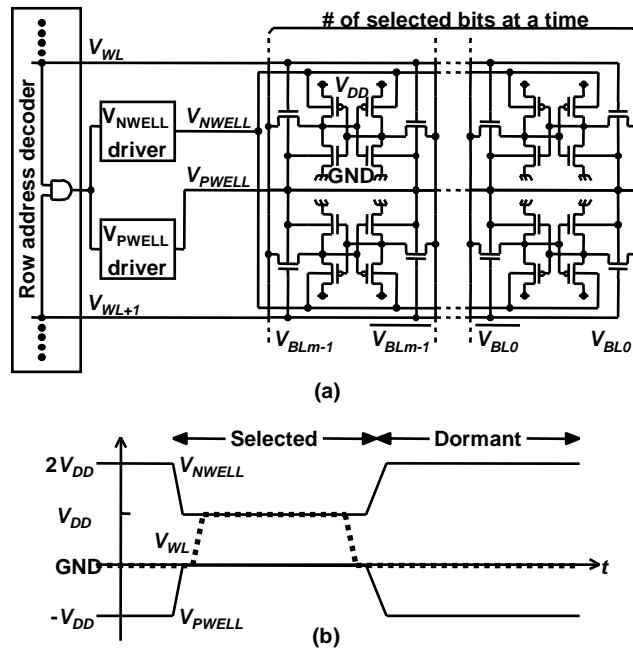 # of selected bits at a time
Row address decoder
V_WL
V_NWELL driver
V_NWELL
V_DD
GND
V_PWELL
V_PWELL driver
V_WL+1
V_BLm-1
V_BLm-1
V_BL0
V_BL0
(a)
Selected
Dormant
2V_DD
V_NWELL
V_DD
V_WL
GND
t
-V_DD
V_PWELL
(b)